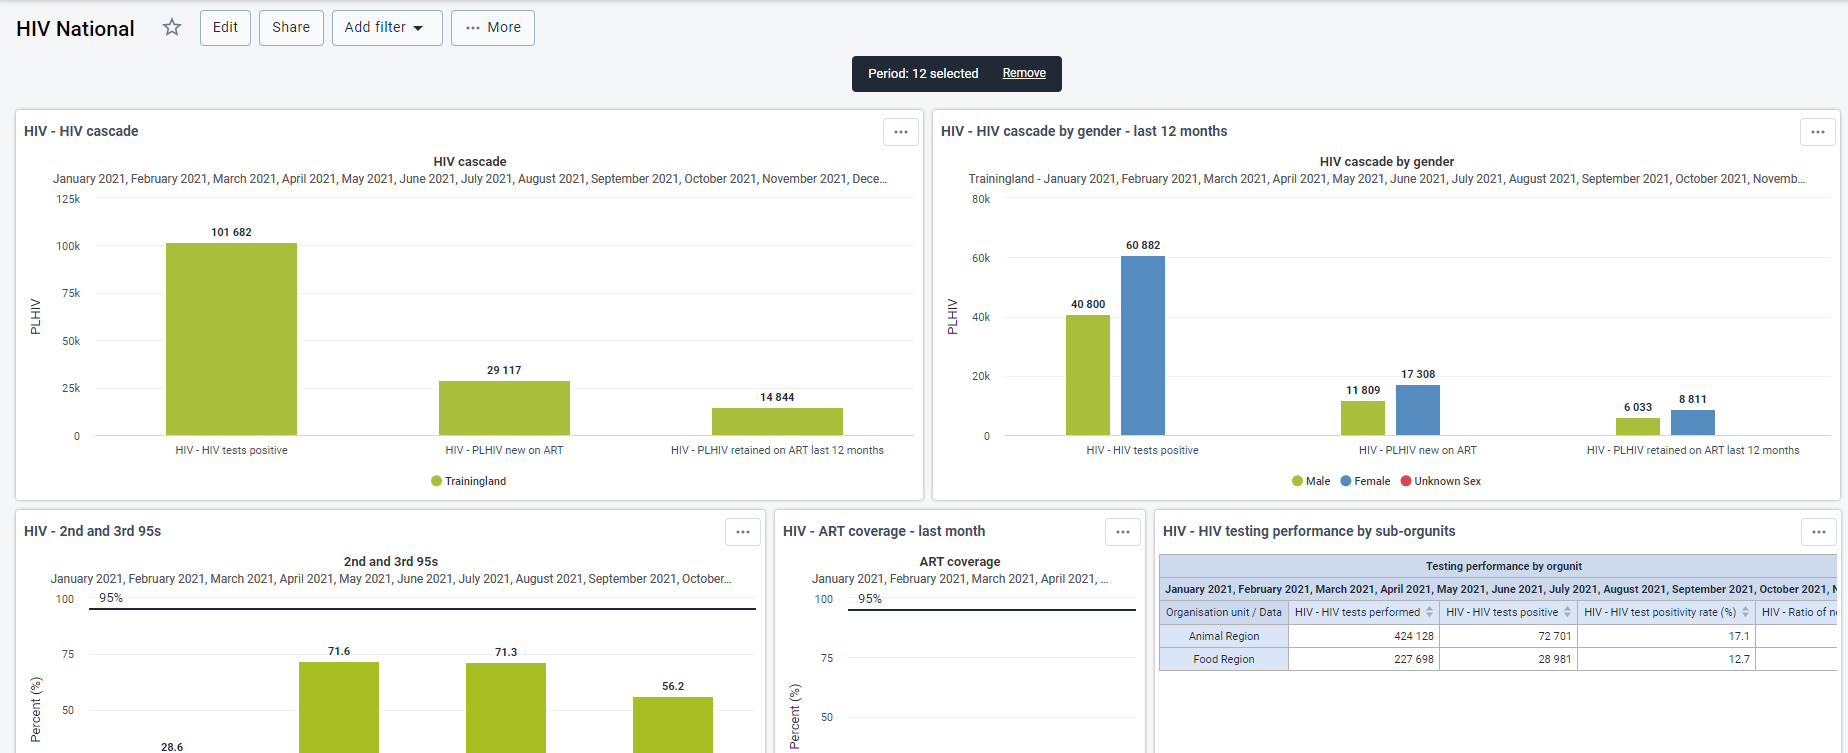 HIV National
Edit
Share
Add filter
More
Period: 12 selected Remove
HIV - HIV cascade
HIV cascade
January 2021, February 2021, March 2021, April 2021, May 2021, June 2021, July 2021, August 2021, September 2021, October 2021, November 2021, Dece...
125k
100k
75k
50k
25k
0
PLHIV
101 682
29 117
14 844
HIV - HIV tests positive
HIV - PLHIV new on ART
HIV - PLHIV retained on ART last 12 months
Trainingland
HIV - HIV cascade by gender - last 12 months
HIV cascade by gender
Trainingland - January 2021, February 2021, March 2021, April 2021, May 2021, June 2021, July 2021, August 2021, September 2021, October 2021, Novemb...
80k
60k
40k
20k
0
PLHIV
40 800
60 882
11 809
17 308
6 033
8 811
HIV - HIV tests positive
HIV - PLHIV new on ART
HIV - PLHIV retained on ART last 12 months
Male
Female
Unknown Sex
HIV - 2nd and 3rd 95s
2nd and 3rd 95s
January 2021, February 2021, March 2021, April 2021, May 2021, June 2021, July 2021, August 2021, September 2021, October...
100
95%
75
50
Percent (%)
28.6
71.6
71.3
56.2
HIV - ART coverage - last month
ART coverage
January 2021, February 2021, March 2021, April 2021, ...
100
95%
75
50
Percent (%)
HIV - HIV testing performance by sub-orgunits
Testing performance by orgunit
January 2021, February 2021, March 2021, April 2021, May 2021, June 2021, July 2021, August 2021, September 2021, October 2021,
Organisation unit / Data HIV - HIV tests performed HIV - HIV tests positive HIV - HIV test positivity rate (%) HIV - Ratio of
Animal Region 424 128 72 701 17.1
Food Region 227 698 28 981 12.7